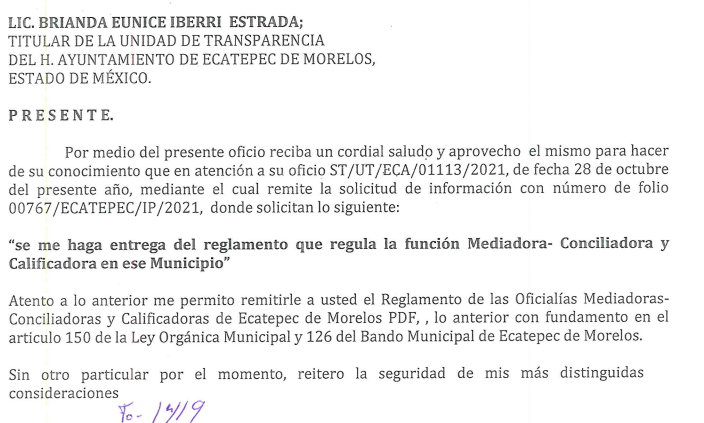 LIC. BRIANDA EUNICE IBERRI ESTRADA;
TITULAR DE LA UNIDAD DE TRANSPARENCIA
DEL H. AYUNTAMIENTO DE ECATEPEC DE MORELOS,
ESTADO DE MÉXICO.
P R E S E N T E.
Por medio del presente oficio reciba un cordial saludo y aprovecho el mismo para hacer
de su conocimiento que en atención a su oficio ST/UT/ECA/01113/2021, de fecha 28 de octubre
del presente año, mediante el cual remite la solicitud de información con número de folio
00767/ECATEPEC/IP/2021, donde solicitan lo siguiente:
"se me haga entrega del reglamento que regula la función Mediadora- Conciliadora y
Calificadora en ese Municipio"
Atento a lo anterior me permito remitirle a usted el Reglamento de las Oficialías Mediadoras-
Conciliadoras y Calificadoras de Ecatepec de Morelos PDF, , lo anterior con fundamento en el
articulo 150 de la Ley Orgánica Municipal y 126 del Bando Municipal de Ecatepec de Morelos.
Sin otro particular por el momento, reitero la seguridad de mis más distinguidas
consideraciones